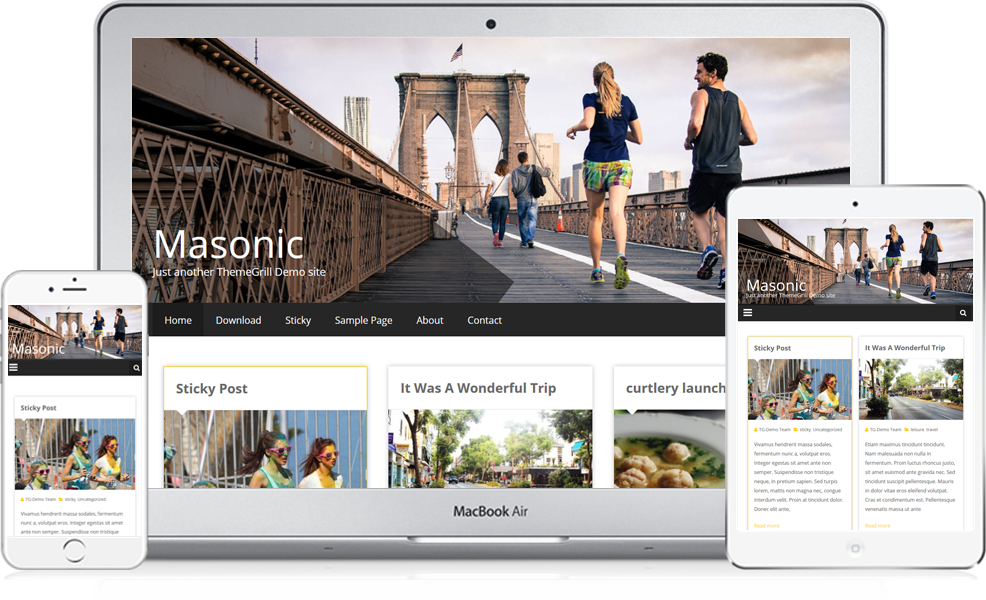 Masonic
Just another ThemeGrill Demo site
Home Download Sticky Sample Page About Contact
Sticky Post
It Was A Wonderful Trip
curtlery launch
MacBook Air
Masonic
Sticky Post
TG Demo Team sticky, Uncategorized
Vivamus hendrerit massa sodales,
fermentum nunc a, volutpat eros.
Integer egestas sit amet
ante non semper. Suspendisse non tristique
Masonic
Just another ThemeGrill Demo site
Sticky Post
TG Demo Team sticky, Uncategorized
Vivamus hendrerit massa sodales,
fermentum nunc a, volutpat eros.
Integer egestas sit amet ante non
semper. Suspendisse non tristique
neque, in pretium sapien. Sed turpis
lorem, mattis non magna nec, congue
interdum velit. Proin at tincidunt dolor.
Donec elit ante,
Read more
It Was A Wonderful Trip
TG Demo Team leisure, travel
Etiam maximus tincidunt tincidunt.
Nam malesuada non nulla in
fermentum. Proin luctus rhoncus justo,
sit amet euismod ante gravida nec. Sed
tincidunt suscipit pellentesque. Mauris
in dolor vitae eros eleifend volutpat.
Cras et condimentum est. Pellentesque
venenatis massa ut ante
Read more